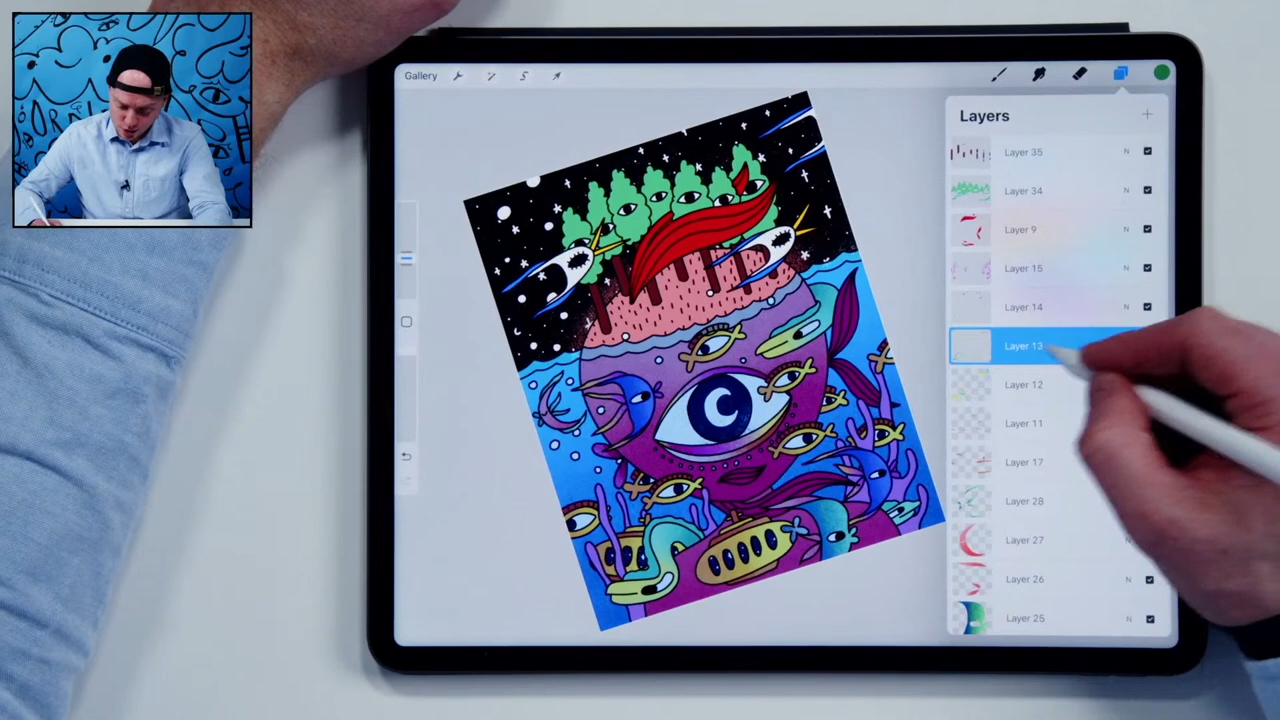 Gallery
Layers
Layer 35 N
Layer 34 N
Layer 9 N
Layer 15 N
Layer 14 N
Layer 13
Layer 12
Layer 11
Layer 17
Layer 28
Layer 27
Layer 26 N
Layer 25 N